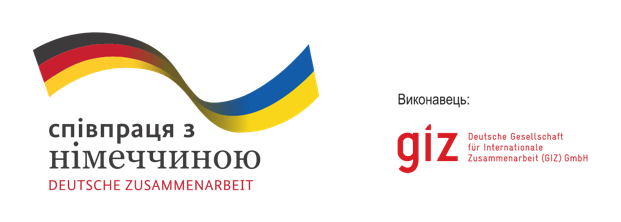 співпраця з
німеччиною
DEUTSCHE ZUSAMMENARBEIT
Виконавець:
giz
Deutsche Gesellschaft
für Internationale
Zusammenarbeit (GIZ) GmbH